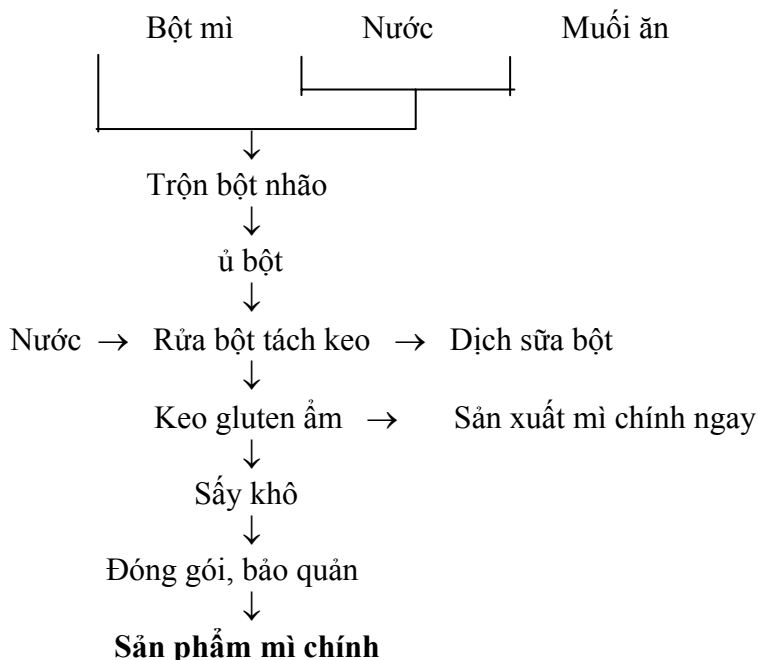 Bột mì Nước Muối ăn
↓
Trộn bột nhão
↓
ủ bột
↓
Nước → Rửa bột tách keo → Dịch sữa bột
↓
Keo gluten ẩm → Sản xuất mì chính ngay
↓
Sấy khô
↓
Đóng gói, bảo quản
↓
Sản phẩm mì chính